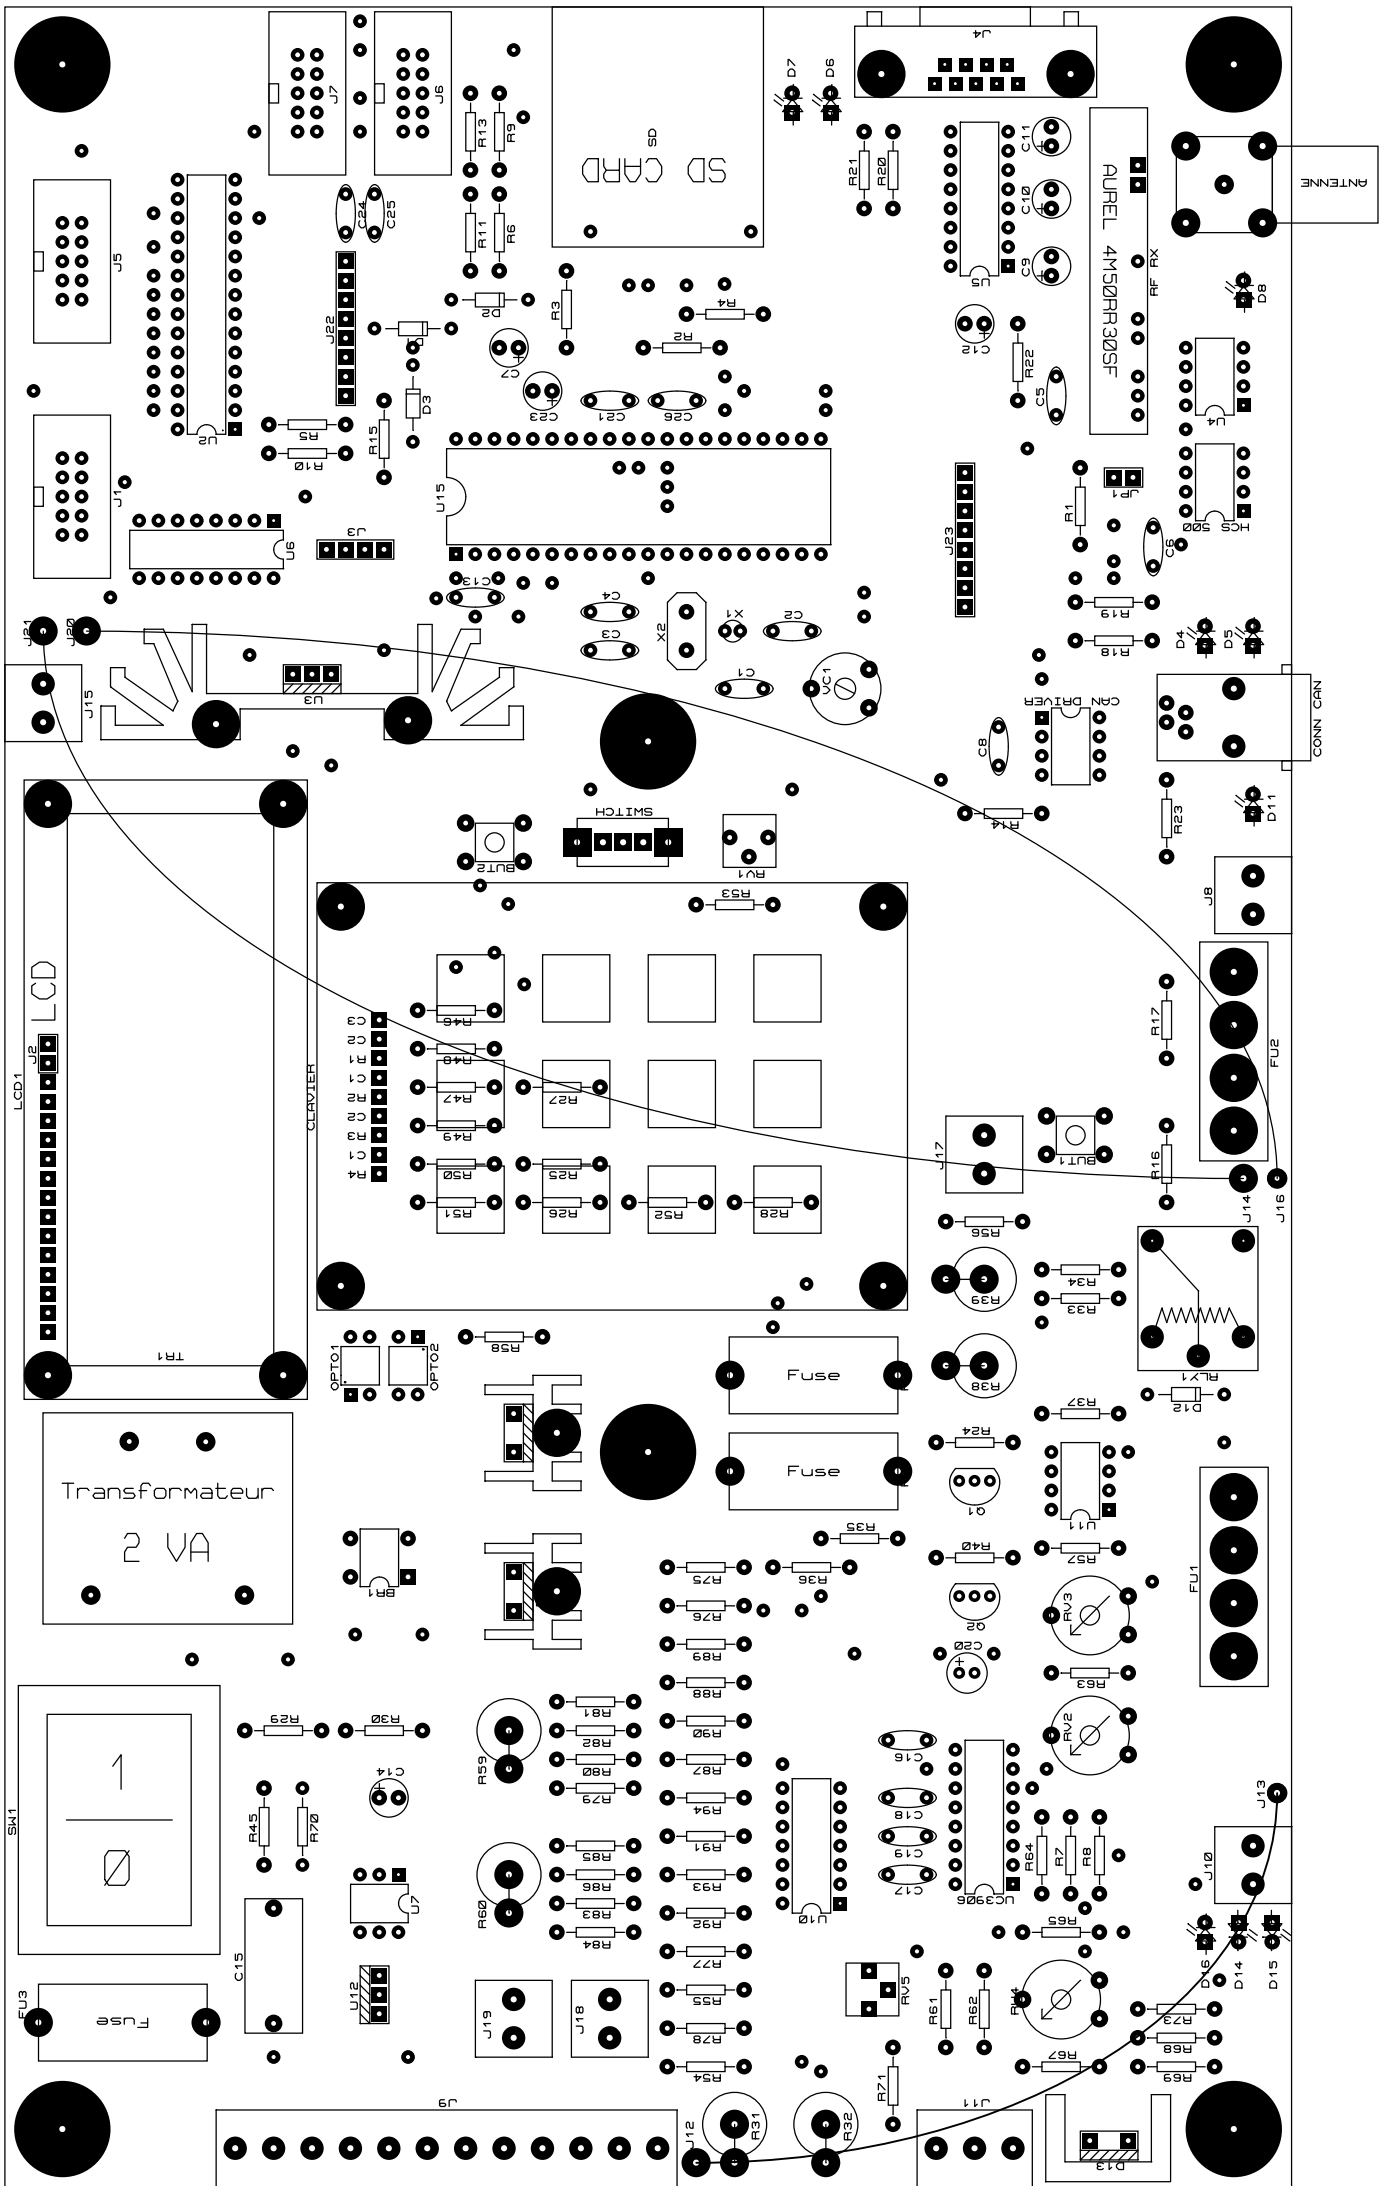 J7
J6
J4
D7
D6
SD
SD CARD
R13
R9
R21
R20
C11
C10
C9
AUREL 4M50RR30SF
RF RX
ANTENNE
J5
C24
C25
R11
R6
U5
D8
J22
D2
R3
R4
C7
R2
C12
R22
U2
R5
R10
D3
R15
C23
C21
C26
C5
U4
J1
U15
J23
R1
JP1
HCS 500
C6
U6
J3
C13
C4
C3
X2
X1
C2
C1
VC1
R19
R18
D4
D5
J21
J20
J15
U3
CAN DRIVER
C8
CONN CAN
R14
R23
D11
BUT2
SWITCH
RV1
J8
R53
LCD
LCD1
J2
CLAVIER
C3
C2
R1
C1
R2
C2
R3
C1
R4
R46
R48
R47
R49
R50
R51
R27
R25
R26
R52
R28
R17
FU2
J17
BUT1
R16
J14
J16
R56
R39
R38
R34
R33
RLY1
D12
TR1
OPTO1
OPTO2
R58
Fuse
Fuse
R37
R24
Q1
U11
Transformateur
2 VA
BR1
R35
R36
R40
Q2
C20
R57
RV3
R63
RV2
FU1
R75
R76
R89
R88
R90
R87
R94
R91
R93
R92
R77
R55
R78
R54
SW1
1
0
R29
R30
C14
R45
R70
R59
R81
R82
R80
R79
R60
R85
R86
R83
R84
U7
U10
C16
C18
C19
C17
UC3906
R64
R7
R8
J13
J10
R65
D16
D14
D15
FU3
Fuse
C15
U12
J19
J18
RV5
R61
R62
RV4
R73
R68
R69
R67
R71
J9
J12
R31
R32
J11
D13